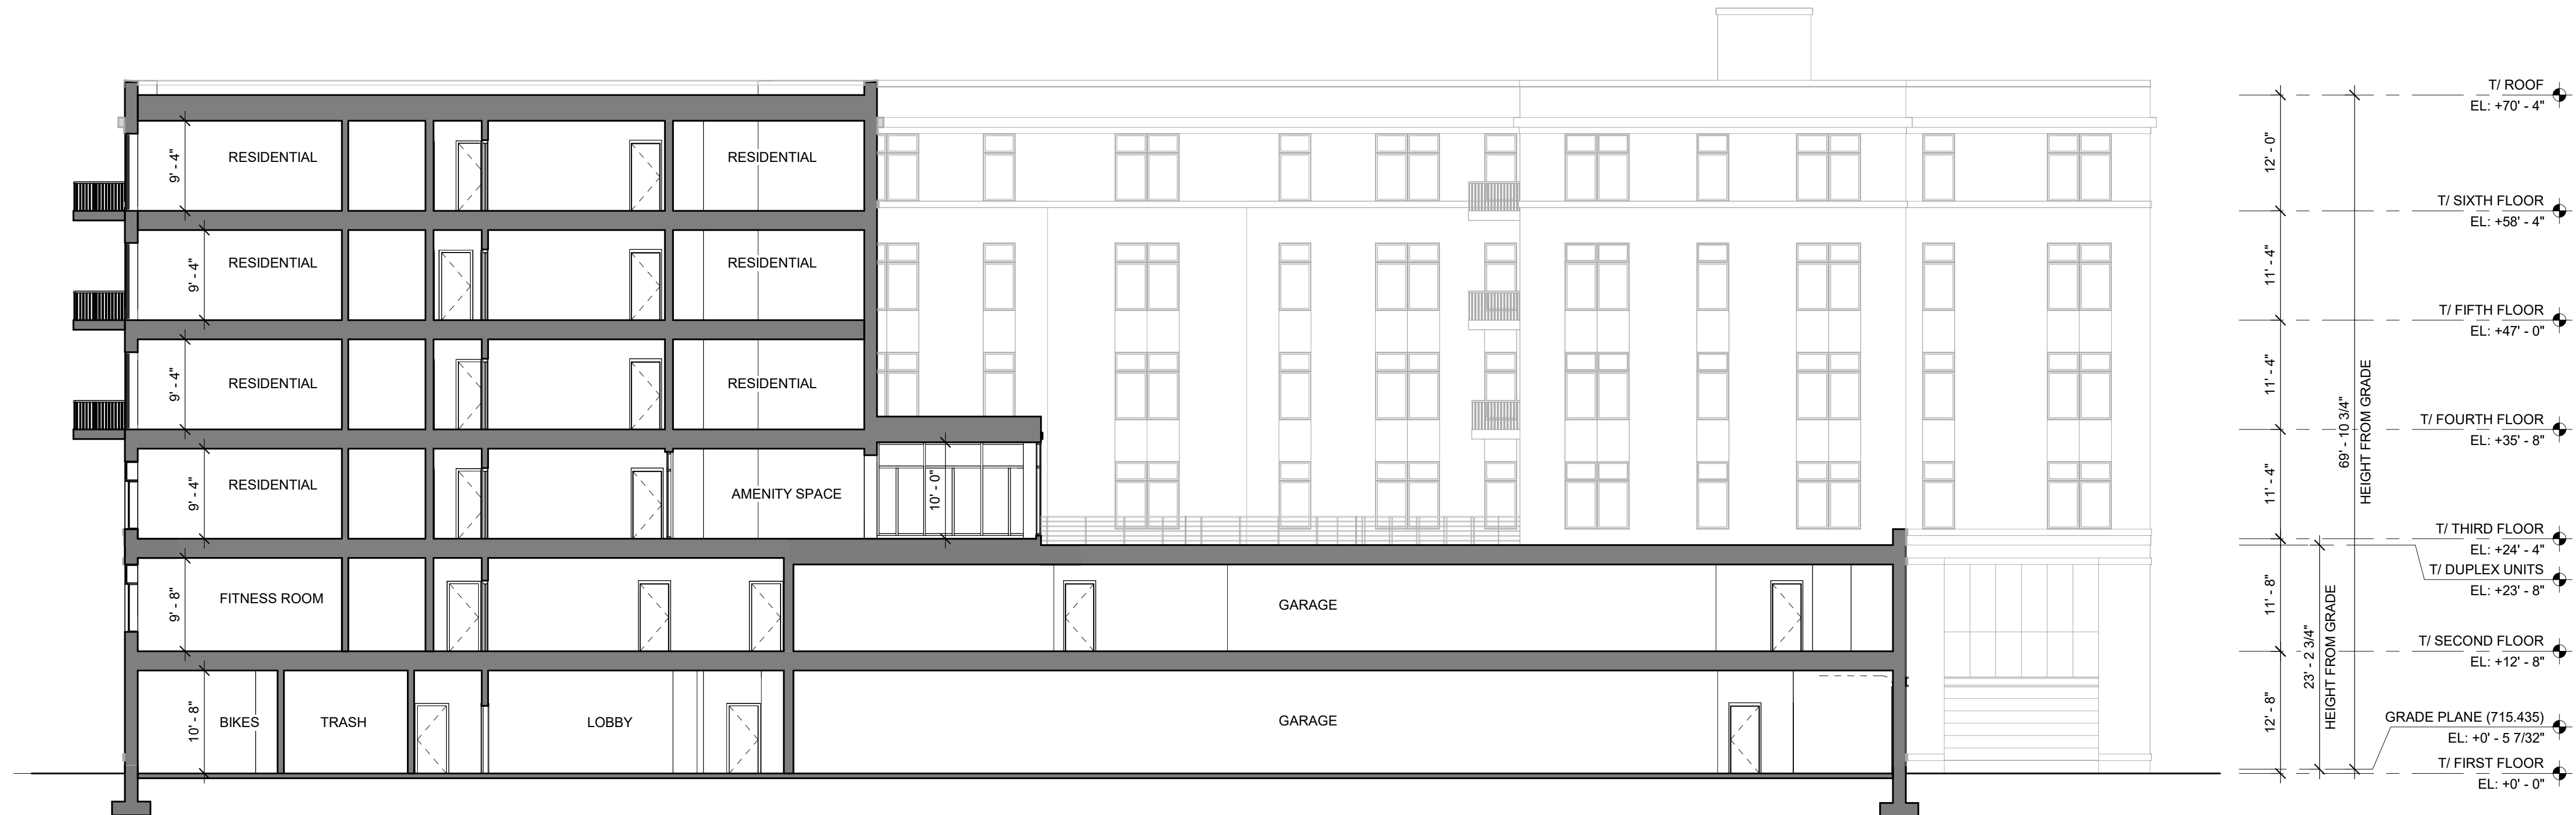 T/ ROOF
EL: +70' - 4"
9' - 4"
RESIDENTIAL
RESIDENTIAL
12' - 0"
T/ SIXTH FLOOR
EL: +58' - 4"
9' - 4"
RESIDENTIAL
RESIDENTIAL
11' - 4"
T/ FIFTH FLOOR
EL: +47' - 0"
9' - 4"
RESIDENTIAL
RESIDENTIAL
11' - 4"
69' - 10 3/4"
HEIGHT FROM GRADE
T/ FOURTH FLOOR
EL: +35' - 8"
9' - 4"
RESIDENTIAL
AMENITY SPACE
10' - 0"
11' - 4"
T/ THIRD FLOOR
EL: +24' - 4"
T/ DUPLEX UNITS
EL: +23' - 8"
9' - 8"
FITNESS ROOM
GARAGE
11' - 8"
23' - 2 3/4"
HEIGHT FROM GRADE
T/ SECOND FLOOR
EL: +12' - 8"
10' - 8"
BIKES
TRASH
LOBBY
GARAGE
12' - 8"
GRADE PLANE (715.435)
EL: +0' - 5 7/32"
T/ FIRST FLOOR
EL: +0' - 0"